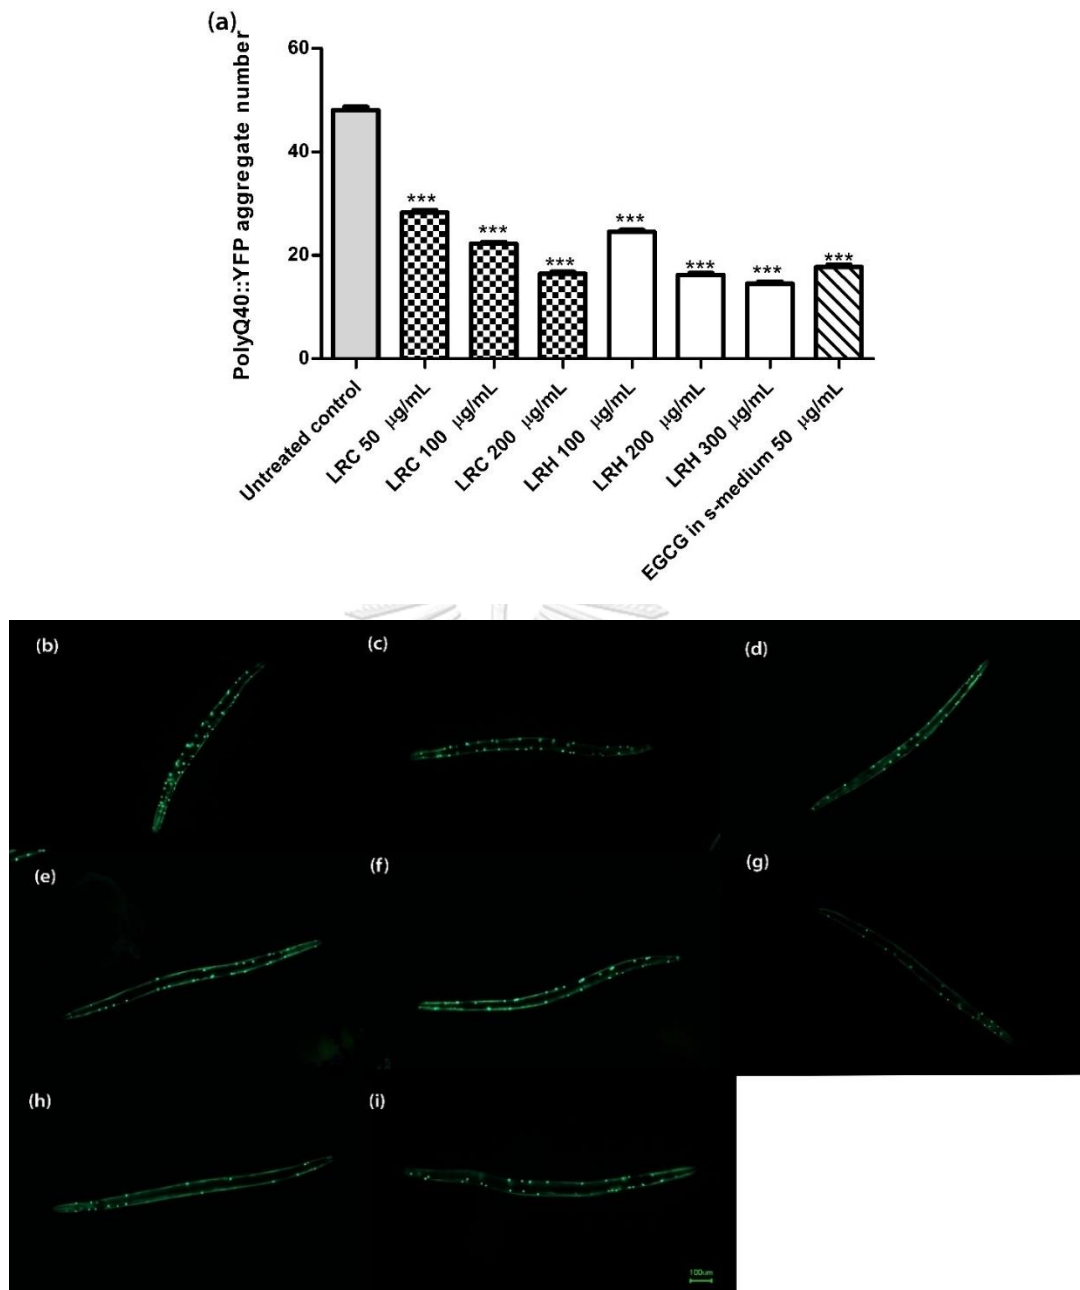 (a)
PolyQ40::YFP aggregate number
60
40
20
0
***
***
***
***
***
***
***
Untreated control
LRC 50 µg/mL
LRC 100 µg/mL
LRC 200 µg/mL
LRH 100 µg/mL
LRH 200 µg/mL
LRH 300 µg/mL
EGCG in s-medium 50 µg/mL
(b)
(c)
(d)
(e)
(f)
(g)
(h)
(i)
100um